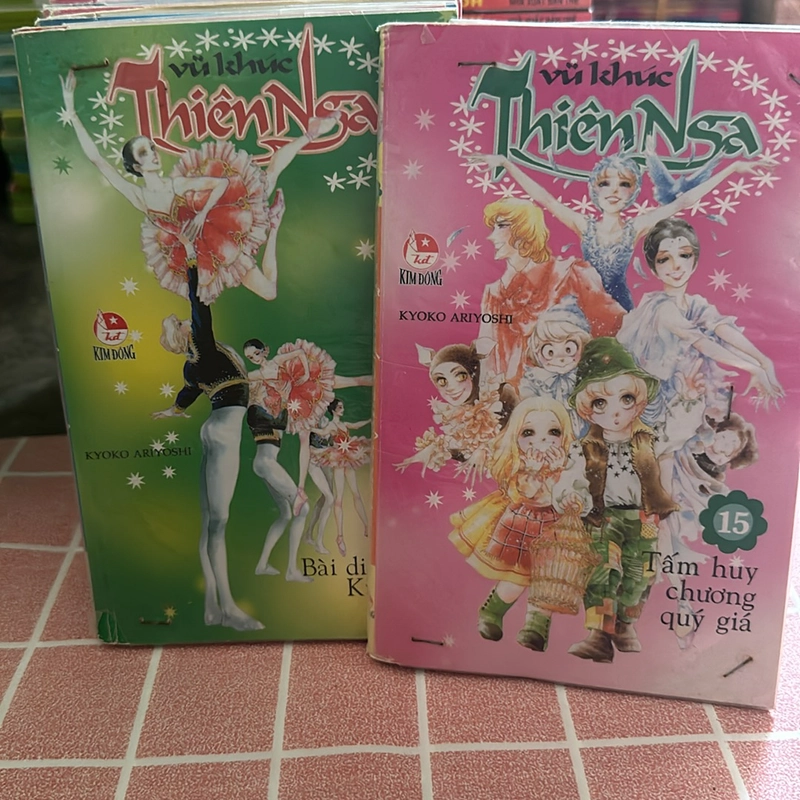 vũ khúc
Thiên Nga
KIM ĐỒNG
KYOKO ARIYOSHI
Bài
vũ khúc
Thiên Nga
KIM ĐỒNG
KYOKO ARIYOSHI
15
Tấm huy
chương
quý giá